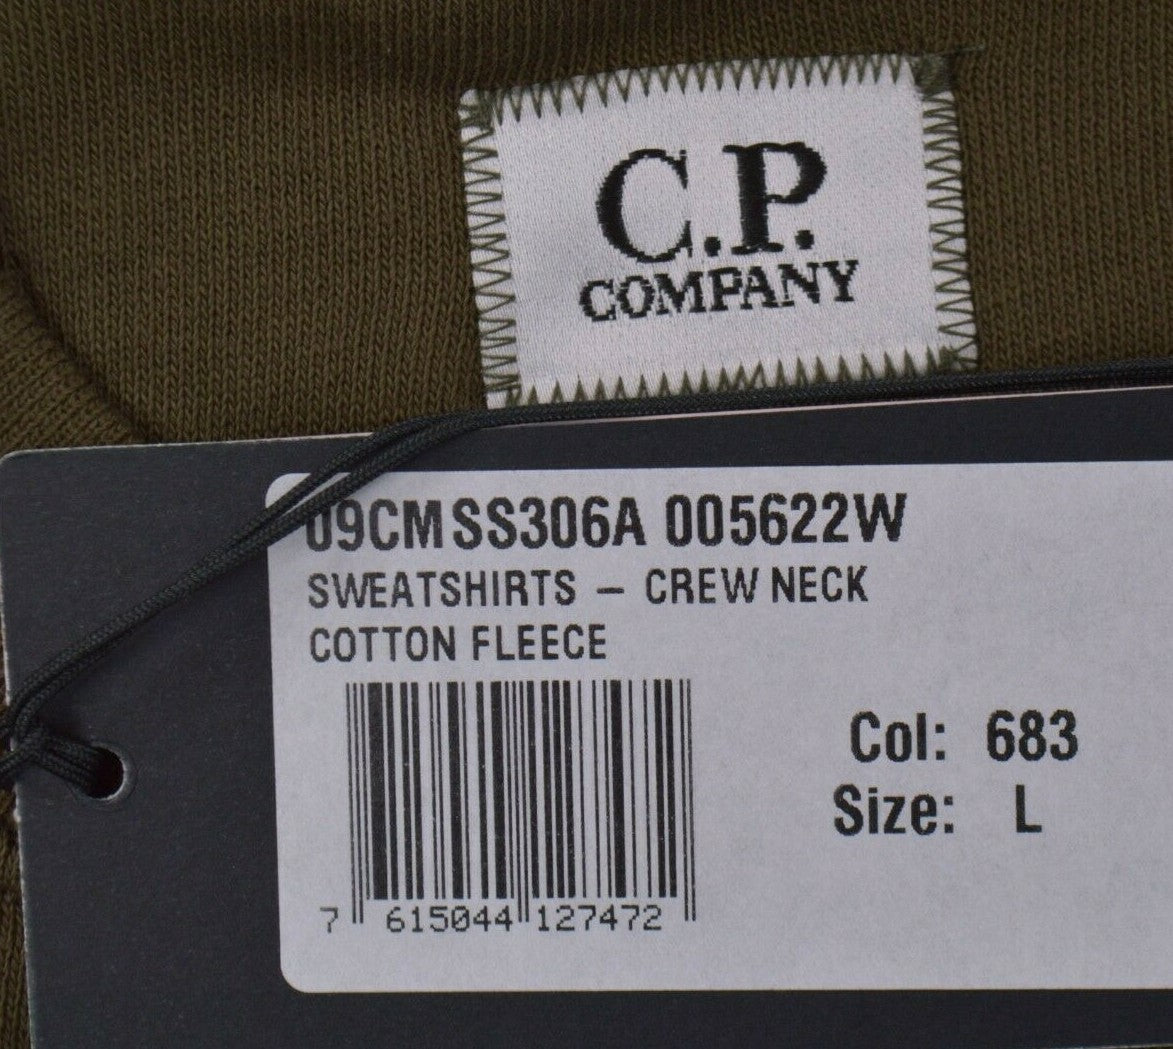 C.P.
COMPANY
09CMSS306A 005622W
SWEATSHIRTS – CREW NECK
COTTON FLEECE
Col: 683
Size: L
7 615044 127472